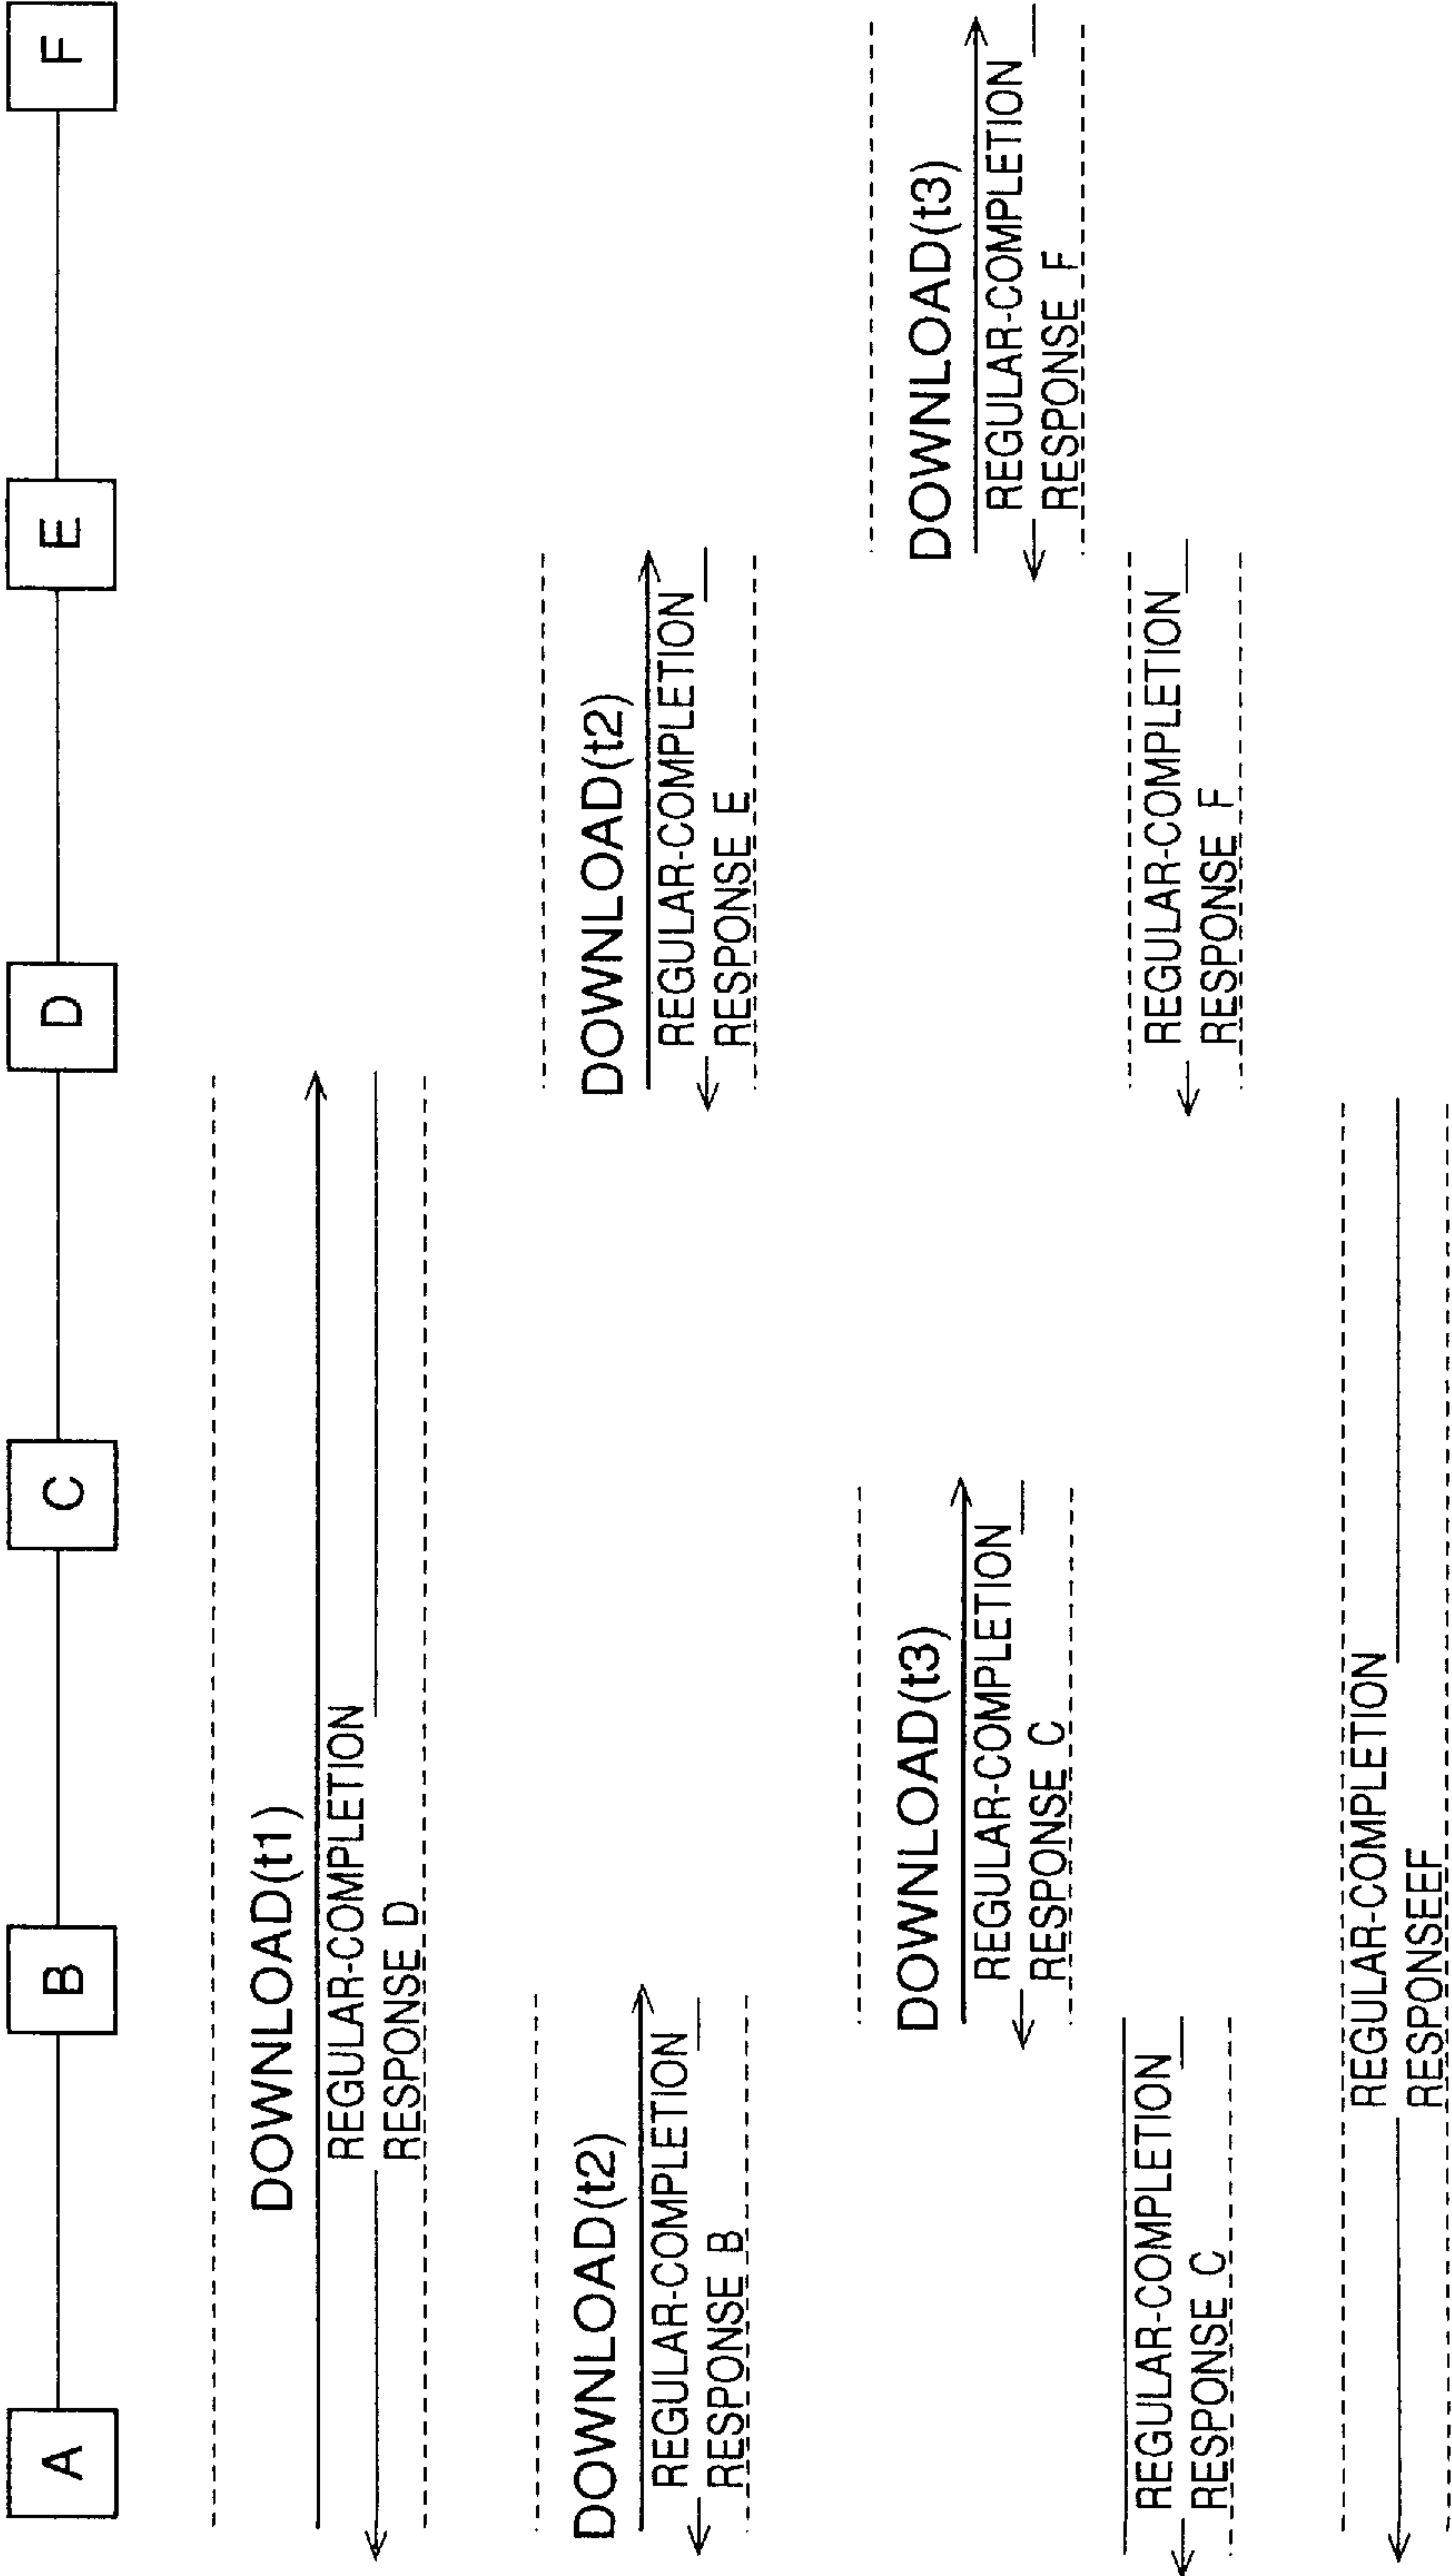 A
B
C
D
E
F
DOWNLOAD(t1)
REGULAR-COMPLETION
RESPONSE D
DOWNLOAD(t2)
REGULAR-COMPLETION
RESPONSE B
DOWNLOAD(t2)
REGULAR-COMPLETION
RESPONSE E
DOWNLOAD(t3)
REGULAR-COMPLETION
RESPONSE C
DOWNLOAD(t3)
REGULAR-COMPLETION
RESPONSE F
REGULAR-COMPLETION
RESPONSE C
REGULAR-COMPLETION
RESPONSE F
REGULAR-COMPLETION
RESPONSEEF